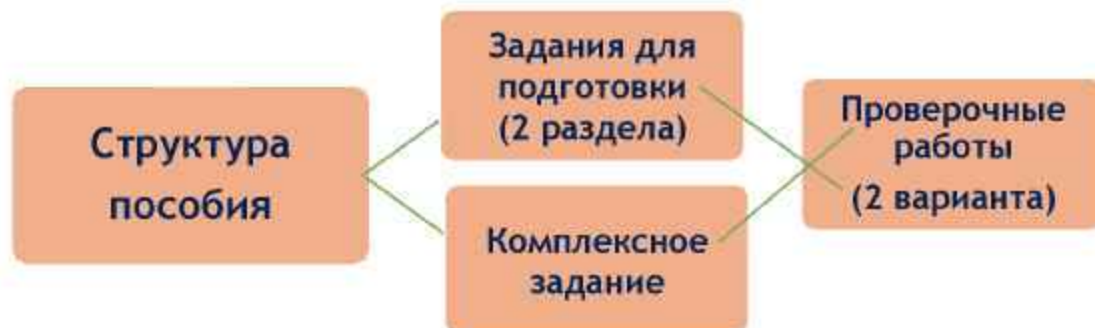 Структура
пособия
Задания для
подготовки
(2 раздела)
Комплексное
задание
Проверочные
работы
(2 варианта)